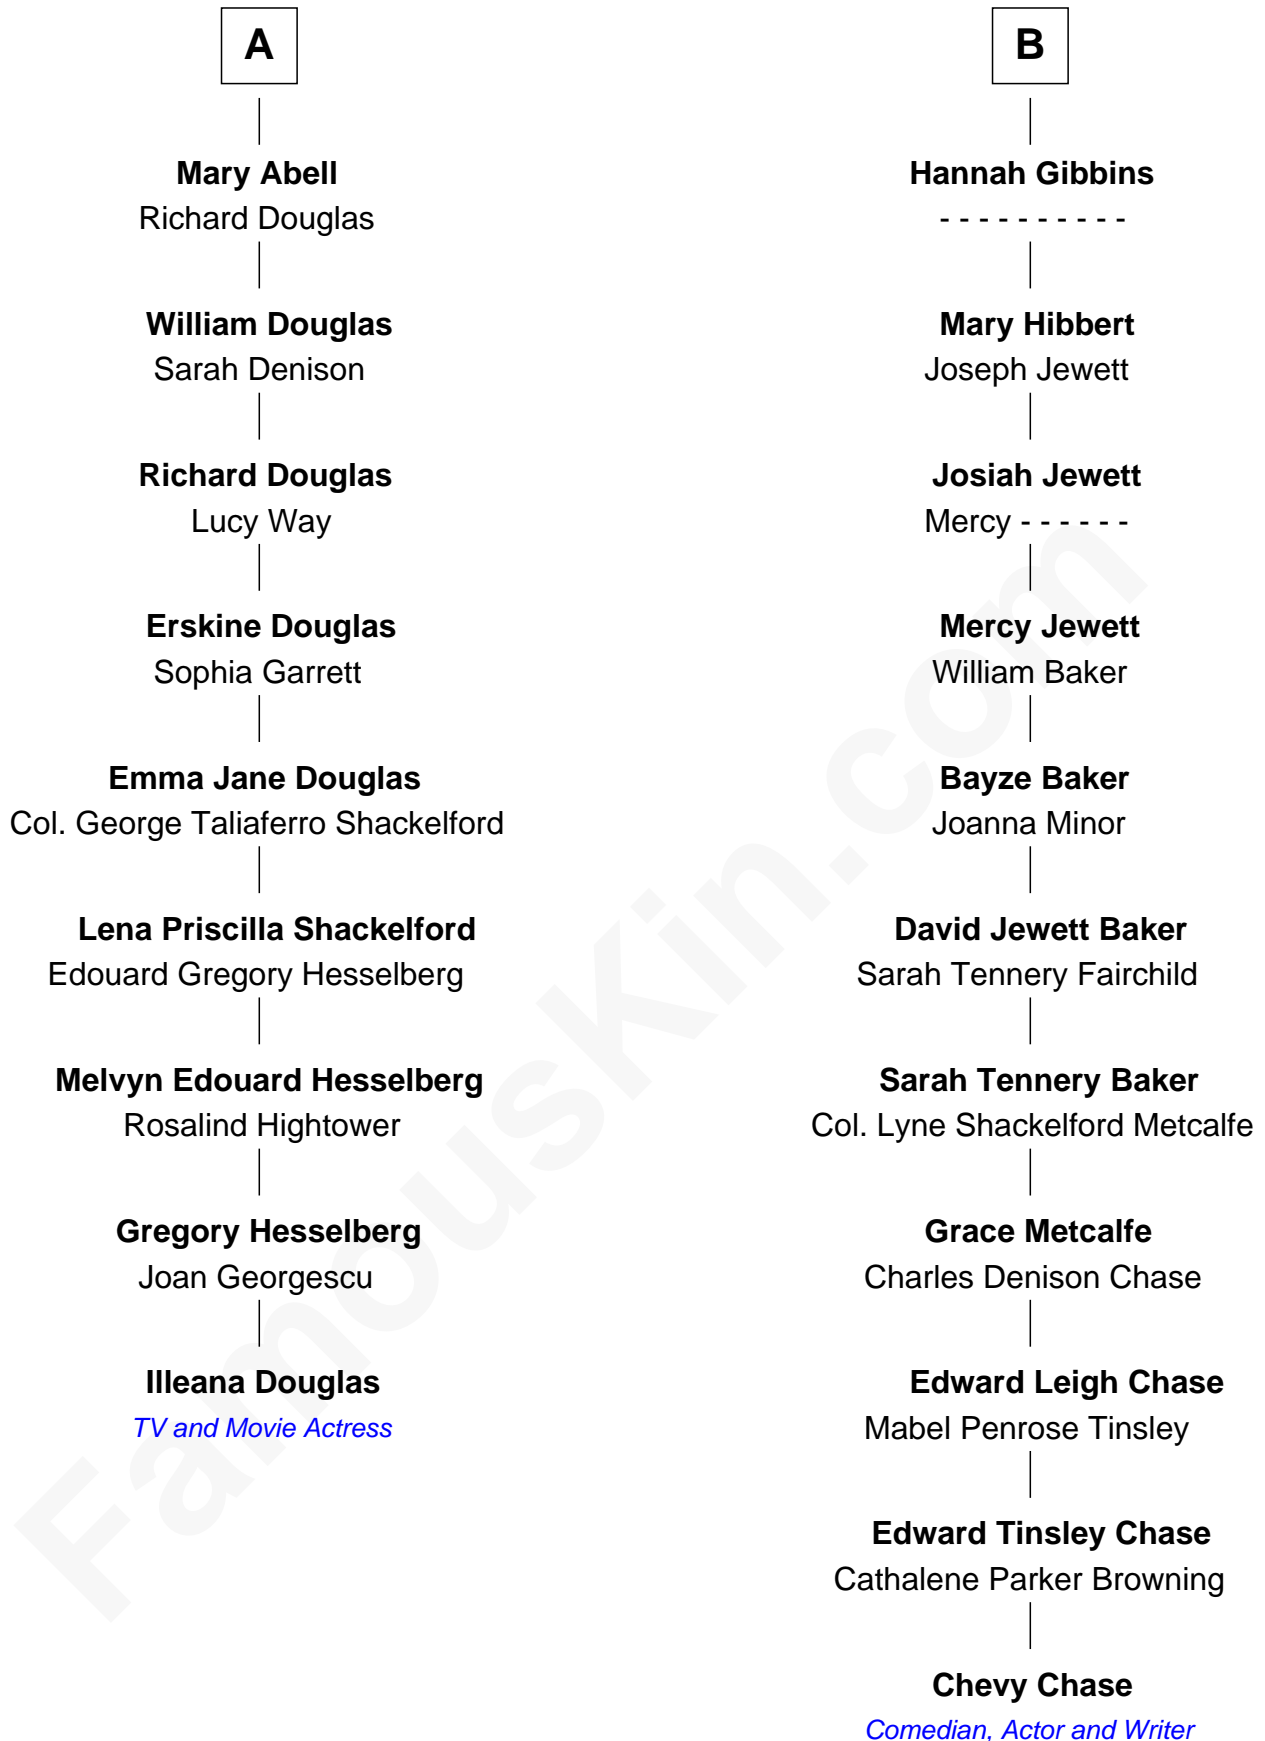 A
Mary Abell
Richard Douglas
William Douglas
Sarah Denison
Richard Douglas
Lucy Way
Erskine Douglas
Sophia Garrett
Emma Jane Douglas
Col. George Taliaferro Shackelford
Lena Priscilla Shackelford
Edouard Gregory Hesselberg
Melvyn Edouard Hesselberg
Rosalind Hightower
Gregory Hesselberg
Joan Georgescu
Illeana Douglas
TV and Movie Actress
B
Hannah Gibbins
- - - - - - - - - -
Mary Hibbert
Joseph Jewett
Josiah Jewett
Mercy - - - - - -
Mercy Jewett
William Baker
Bayze Baker
Joanna Minor
David Jewett Baker
Sarah Tennery Fairchild
Sarah Tennery Baker
Col. Lyne Shackelford Metcalfe
Grace Metcalfe
Charles Denison Chase
Edward Leigh Chase
Mabel Penrose Tinsley
Edward Tinsley Chase
Cathalene Parker Browning
Chevy Chase
Comedian, Actor and Writer
FamousKin.com